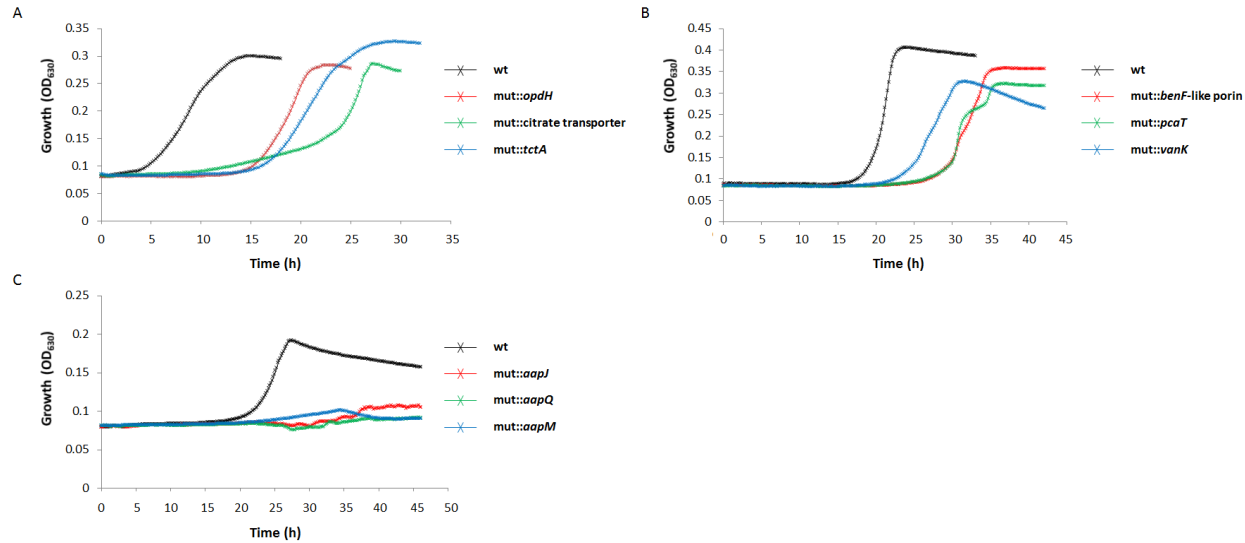 A
Growth (OD630)
0.35
0.3
0.25
0.2
0.15
0.1
0.05
0
0 5 10 15 20 25 30 35
Time (h)
wt
mut::opdH
mut::citrate transporter
mut::tctA
B
Growth (OD630)
0.45
0.4
0.35
0.3
0.25
0.2
0.15
0.1
0.05
0
0 5 10 15 20 25 30 35 40 45
Time (h)
wt
mut::benF-like porin
mut::pcaT
mut::vanK
C
Growth (OD630)
0.25
0.2
0.15
0.1
0.05
0
0 5 10 15 20 25 30 35 40 45 50
Time (h)
wt
mut::aapJ
mut::aapQ
mut::aapM